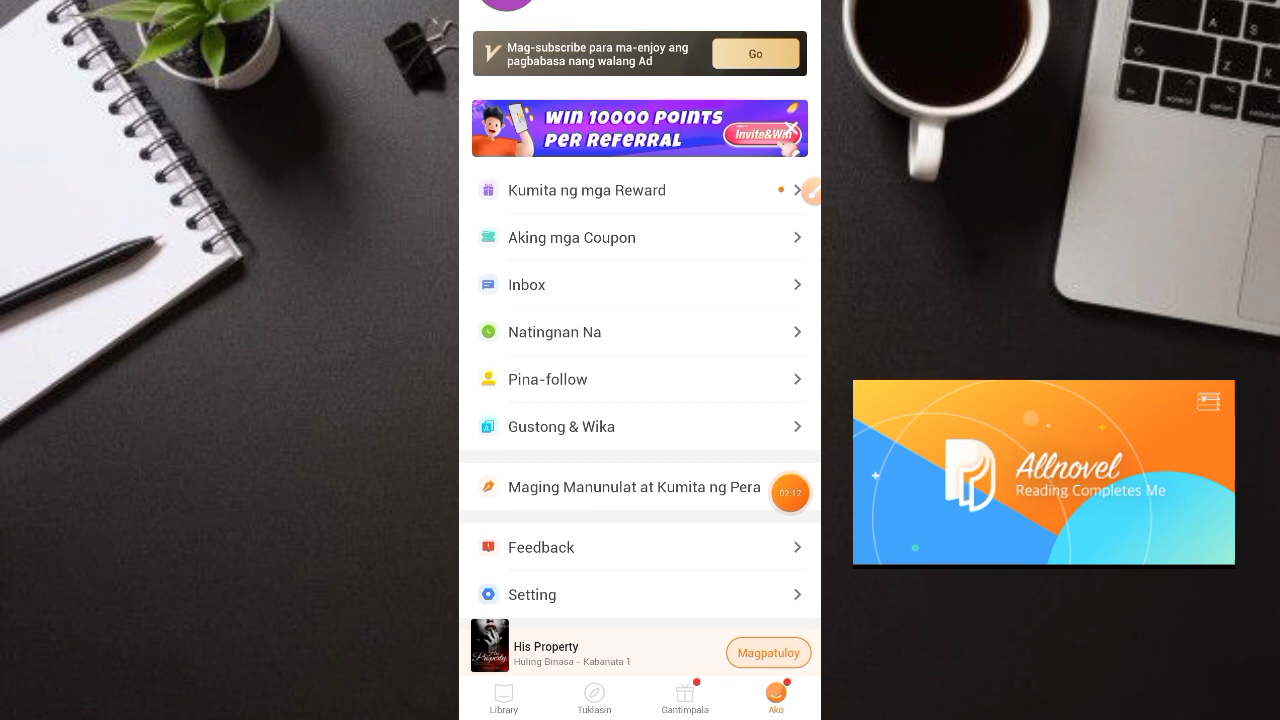 Mag-subscribe para ma-enjoy ang
pagbabasa nang walang Ad
Go
WIN 10000 POINTS
PER REFERRAL
Invite&Win
Kumita ng mga Reward
Aking mga Coupon
Inbox
Natingnan Na
Pina-follow
Gustong & Wika
Maging Manunulat at Kumita ng Pera
02:12
Feedback
Setting
His Property
Huling Binasa - Kabanata 1
Magpatuloy
Library
Tuklasin
Gantimpala
Ako
Allnovel
Reading Completes Me
A
S
Z
X